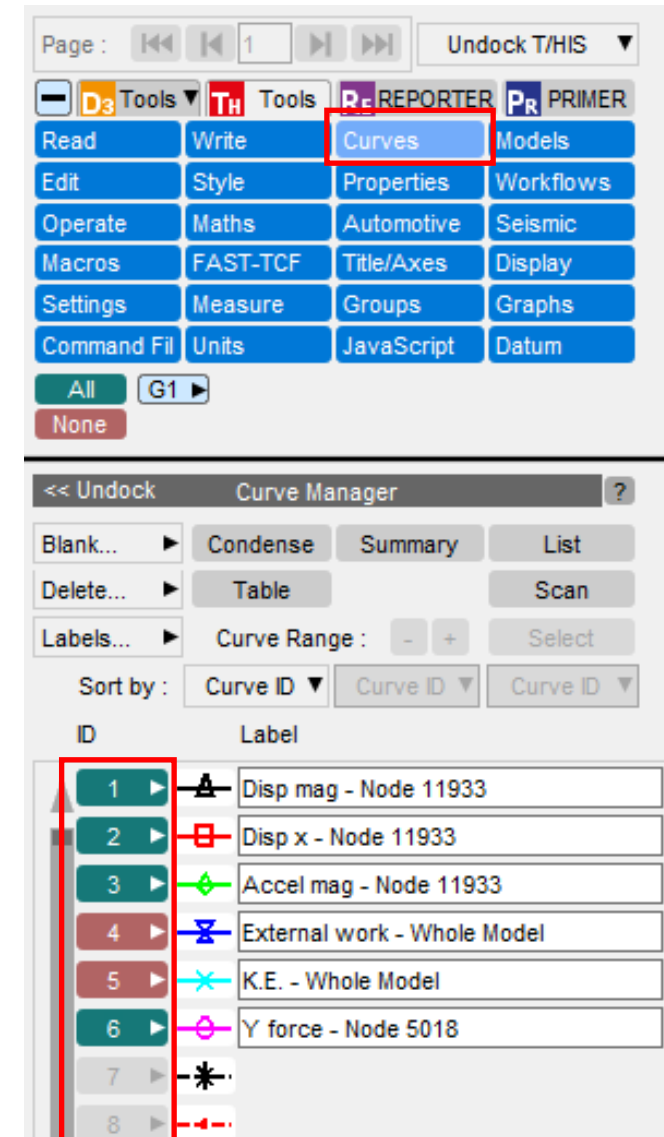 Page : 1 Undock T/HIS
D3 Tools TH Tools RE REPORTER PR PRIMER
Read Write Curves Models
Edit Style Properties Workflows
Operate Maths Automotive Seismic
Macros FAST-TCF Title/Axes Display
Settings Measure Groups Graphs
Command Fil Units JavaScript Datum
All G1
None
<< Undock Curve Manager ?
Blank... Condense Summary List
Delete... Table Scan
Labels... Curve Range : - + Select
Sort by : Curve ID Curve ID Curve ID
ID Label
1 Disp mag - Node 11933
2 Disp x - Node 11933
3 Accel mag - Node 11933
4 External work - Whole Model
5 K.E. - Whole Model
6 Y force - Node 5018
7
8